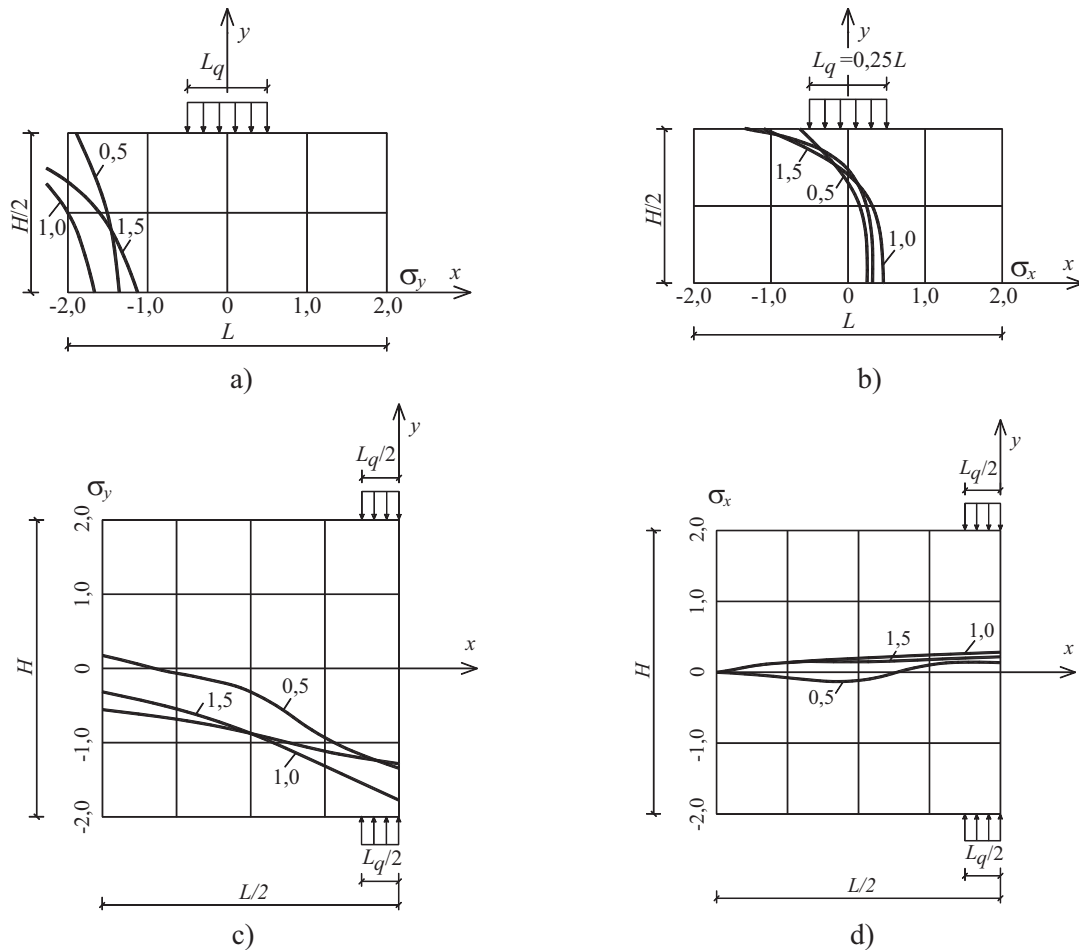 y
L_q
0,5
H/2
1,0
1,5
σ_y x
-2,0 -1,0 0 1,0 2,0
L
a)
y
L_q =0,25L
1,5
0,5
H/2
1,0
σ_x x
-2,0 -1,0 0 1,0 2,0
L
b)
y
L_q/2
σ_y
2,0
1,0
x
0
H
0,5
1,5
-1,0
1,0
-2,0
L_q/2
L/2
c)
y
L_q/2
σ_x
2,0
1,0
1,0
1,5
x
0
H
0,5
-1,0
-2,0
L_q/2
L/2
d)